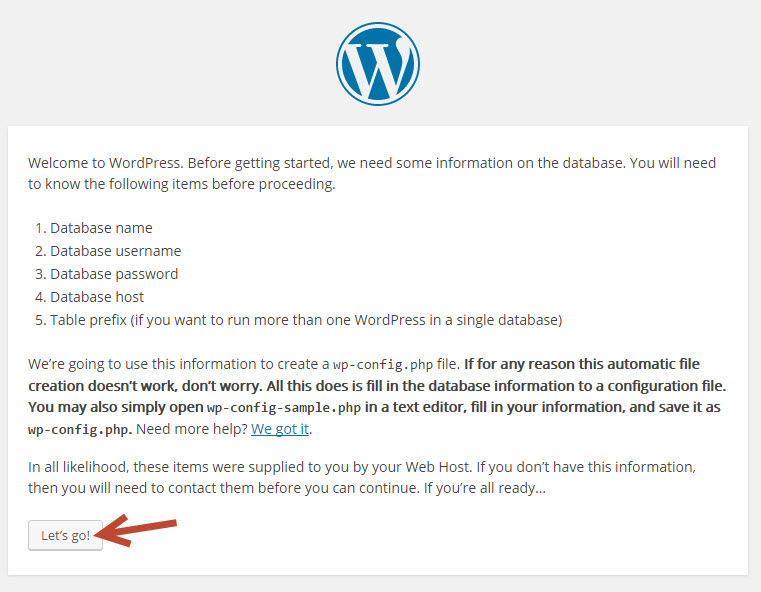 Welcome to WordPress. Before getting started, we need some information on the database. You will need
to know the following items before proceeding.
1. Database name
2. Database username
3. Database password
4. Database host
5. Table prefix (if you want to run more than one WordPress in a single database)
We're going to use this information to create a wp-config.php file. If for any reason this automatic file
creation doesn't work, don't worry. All this does is fill in the database information to a configuration file.
You may also simply open wp-config-sample.php in a text editor, fill in your information, and save it as
wp-config.php. Need more help? We got it.
In all likelihood, these items were supplied to you by your Web Host. If you don't have this information,
then you will need to contact them before you can continue. If you're all ready…
Let's go!